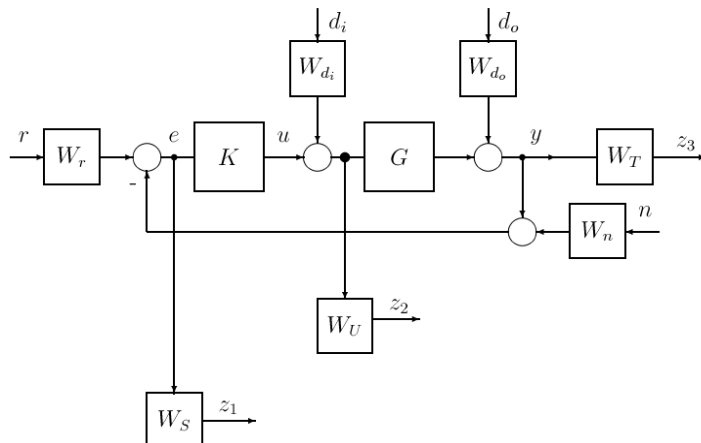 d_i
d_o
W_{d_i}
W_{d_o}
r
W_r
e
K
u
G
y
W_T
z_3
-
W_n
n
W_U
z_2
W_S
z_1